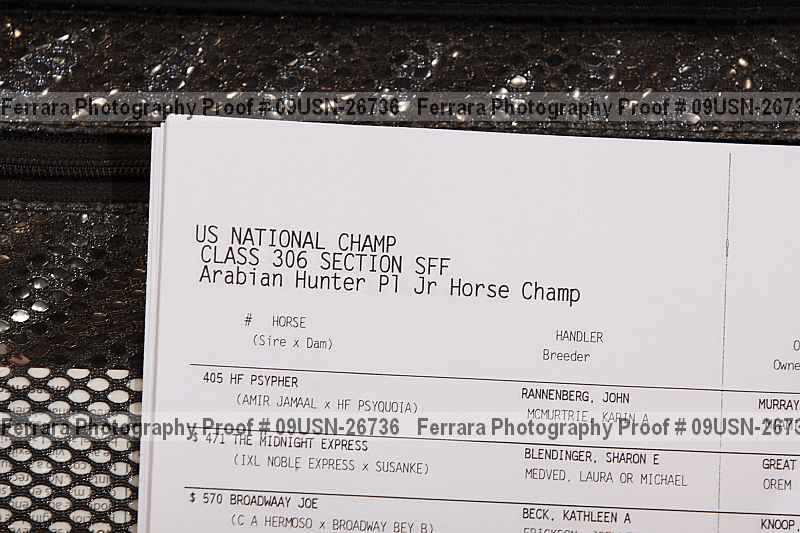 Ferrara Photography Proof # 09USN-26736 Ferrara Photography Proof # 09USN-2673
US NATIONAL CHAMP
CLASS 306 SECTION SFF
Arabian Hunter Pl Jr Horse Champ
# HORSE HANDLER O
(Sire x Dam) Breeder Owne
405 HF PSYPHER RANNENBERG, JOHN MURRAY
(AMIR JAMAAL x HF PSYQUOIA) MCMURTRIE, KARIN A
Ferrara Photography Proof # 09USN-26736 Ferrara Photography Proof # 09USN-2673
$ 471 THE MIDNIGHT EXPRESS BLENDINGER, SHARON E GREAT
(IXL NOBLE EXPRESS x SUSANKE) MEDVED, LAURA OR MICHAEL OREM
$ 570 BROADWAAY JOE BECK, KATHLEEN A KNOOP,
(C A HERMOSO x BROADWAY BEY B)